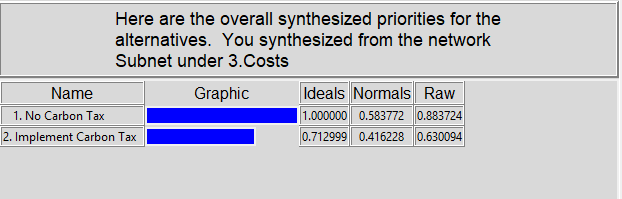 Here are the overall synthesized priorities for the
alternatives. You synthesized from the network
Subnet under 3.Costs
Name Graphic Ideals Normals Raw
1. No Carbon Tax 1.000000 0.583772 0.883724
2. Implement Carbon Tax 0.712999 0.416228 0.630094